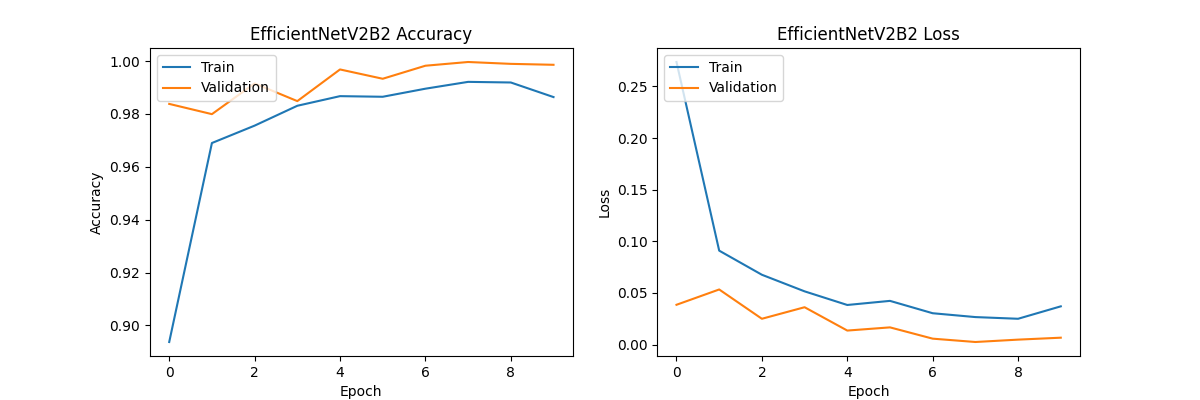 EfficientNetV2B2 Accuracy
Train
Validation
1.00
0.98
0.96
0.94
0.92
0.90
Accuracy
0 2 4 6 8
Epoch
EfficientNetV2B2 Loss
Train
Validation
0.25
0.20
0.15
0.10
0.05
0.00
Loss
0 2 4 6 8
Epoch